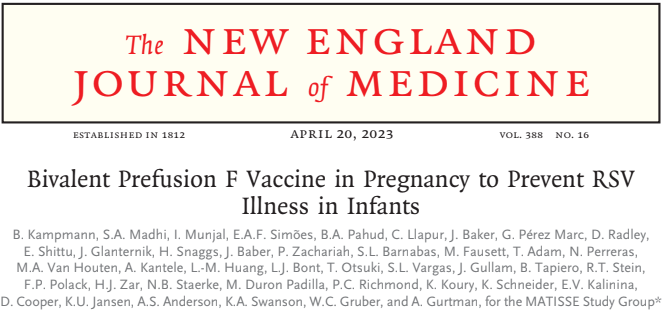 The NEW ENGLAND
JOURNAL of MEDICINE
ESTABLISHED IN 1812 APRIL 20, 2023 VOL. 388 NO. 16
Bivalent Prefusion F Vaccine in Pregnancy to Prevent RSV
Illness in Infants
B. Kampmann, S.A. Madhi, I. Munjal, E.A.F. Simões, B.A. Pahud, C. Llapur, J. Baker, G. Pérez Marc, D. Radley,
E. Shittu, J. Glanternik, H. Snaggs, J. Baber, P. Zachariah, S.L. Barnabas, M. Fausett, T. Adam, N. Perreras,
M.A. Van Houten, A. Kantele, L.-M. Huang, L.J. Bont, T. Otsuki, S.L. Vargas, J. Gullam, B. Tapiero, R.T. Stein,
F.P. Polack, H.J. Zar, N.B. Staerke, M. Duron Padilla, P.C. Richmond, K. Koury, K. Schneider, E.V. Kalinina,
D. Cooper, K.U. Jansen, A.S. Anderson, K.A. Swanson, W.C. Gruber, and A. Gurtman, for the MATISSE Study Group*